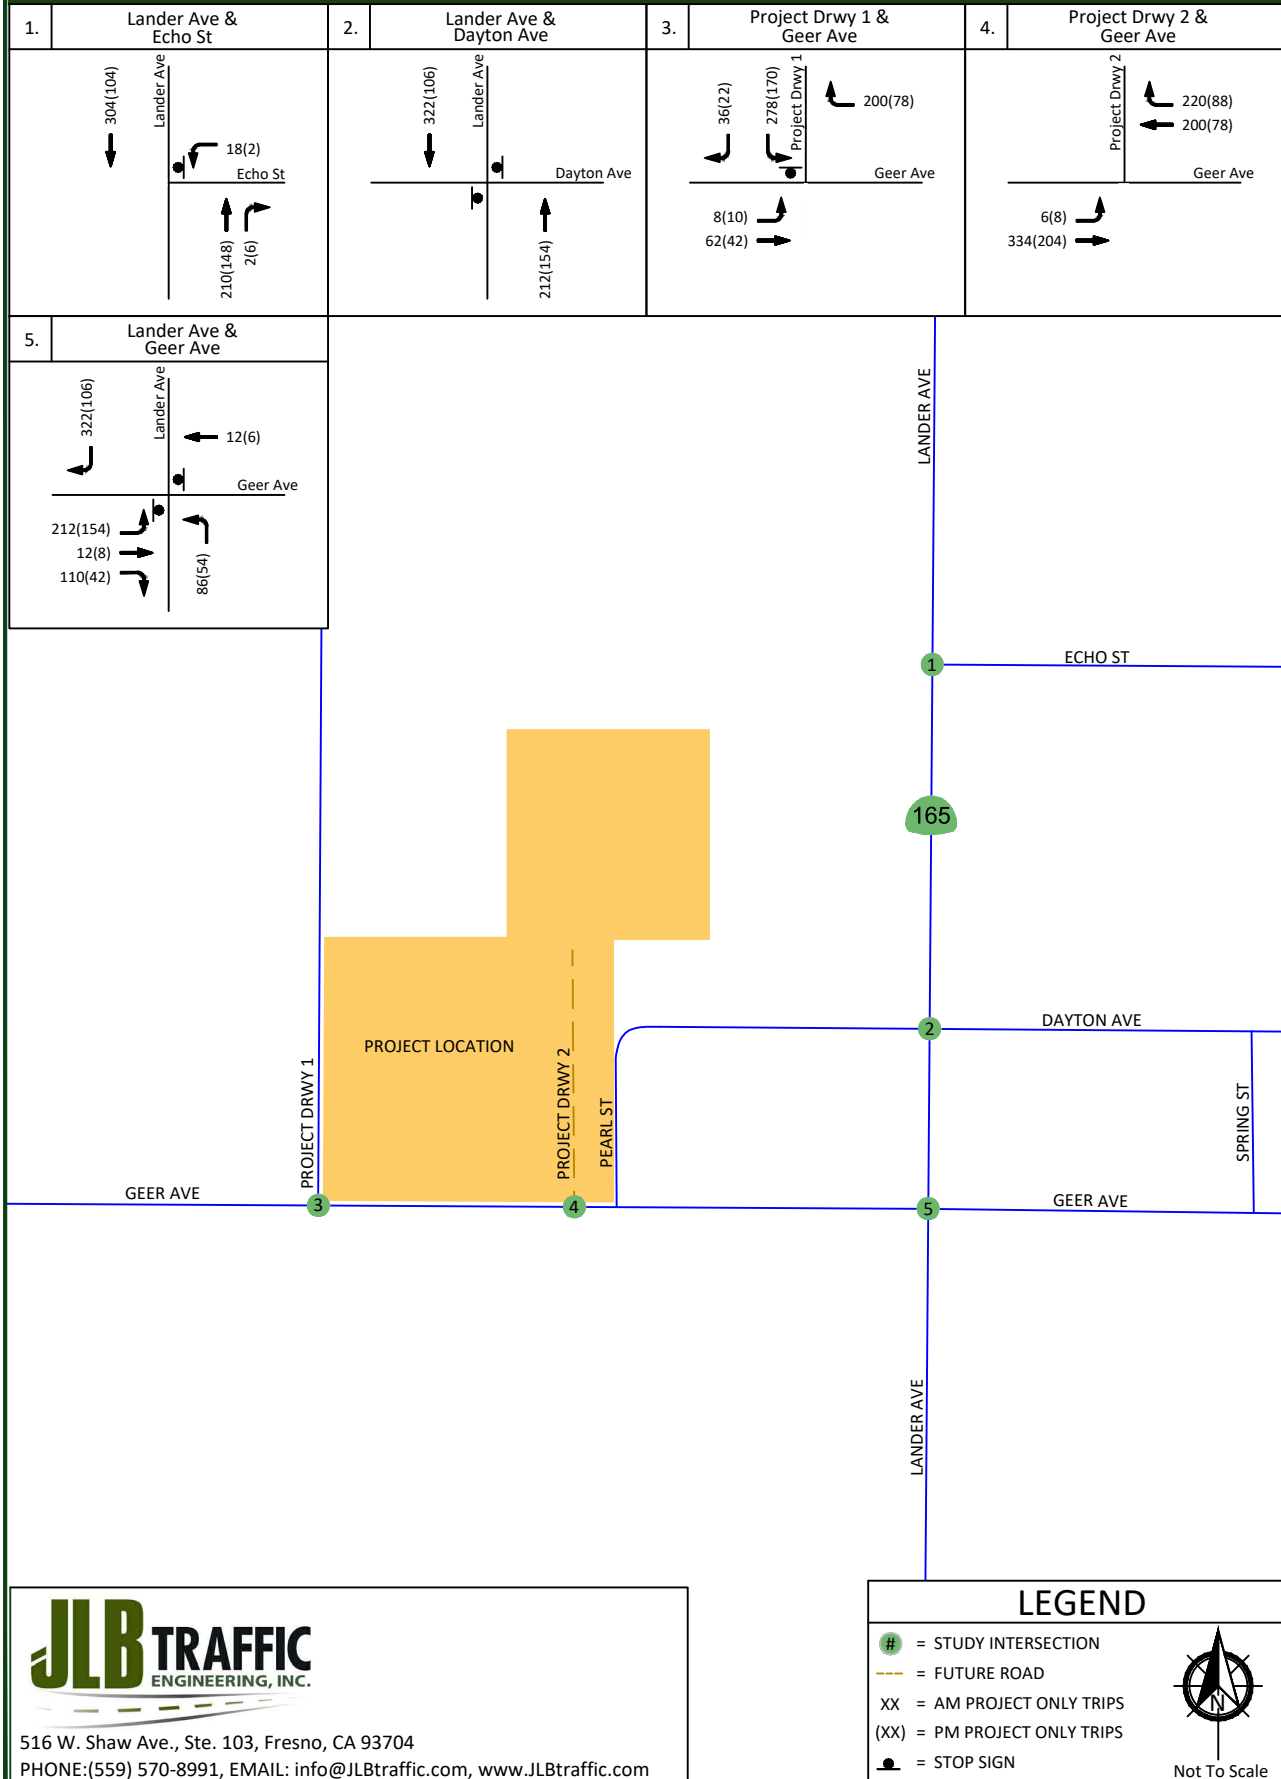 1.
Lander Ave &
Echo St
304(104)
Lander Ave
18(2)
Echo St
210(148)
2(6)
2.
Lander Ave &
Dayton Ave
322(106)
Lander Ave
Dayton Ave
212(154)
3.
Project Drwy 1 &
Geer Ave
36(22)
278(170)
Project Drwy 1
200(78)
Geer Ave
8(10)
62(42)
4.
Project Drwy 2 &
Geer Ave
Project Drwy 2
220(88)
200(78)
Geer Ave
6(8)
334(204)
5.
Lander Ave &
Geer Ave
322(106)
Lander Ave
12(6)
Geer Ave
212(154)
12(8)
110(42)
86(54)
LANDER AVE
1
ECHO ST
165
2
DAYTON AVE
PROJECT LOCATION
PROJECT DRWY 1
PROJECT DRWY 2
PEARL ST
SPRING ST
GEER AVE
3
4
5
GEER AVE
LANDER AVE
JLB TRAFFIC
ENGINEERING, INC.
516 W. Shaw Ave., Ste. 103, Fresno, CA 93704
PHONE:(559) 570-8991, EMAIL: info@JLBtraffic.com, www.JLBtraffic.com
LEGEND
# = STUDY INTERSECTION
= FUTURE ROAD
XX = AM PROJECT ONLY TRIPS
(XX) = PM PROJECT ONLY TRIPS
= STOP SIGN
N
Not To Scale